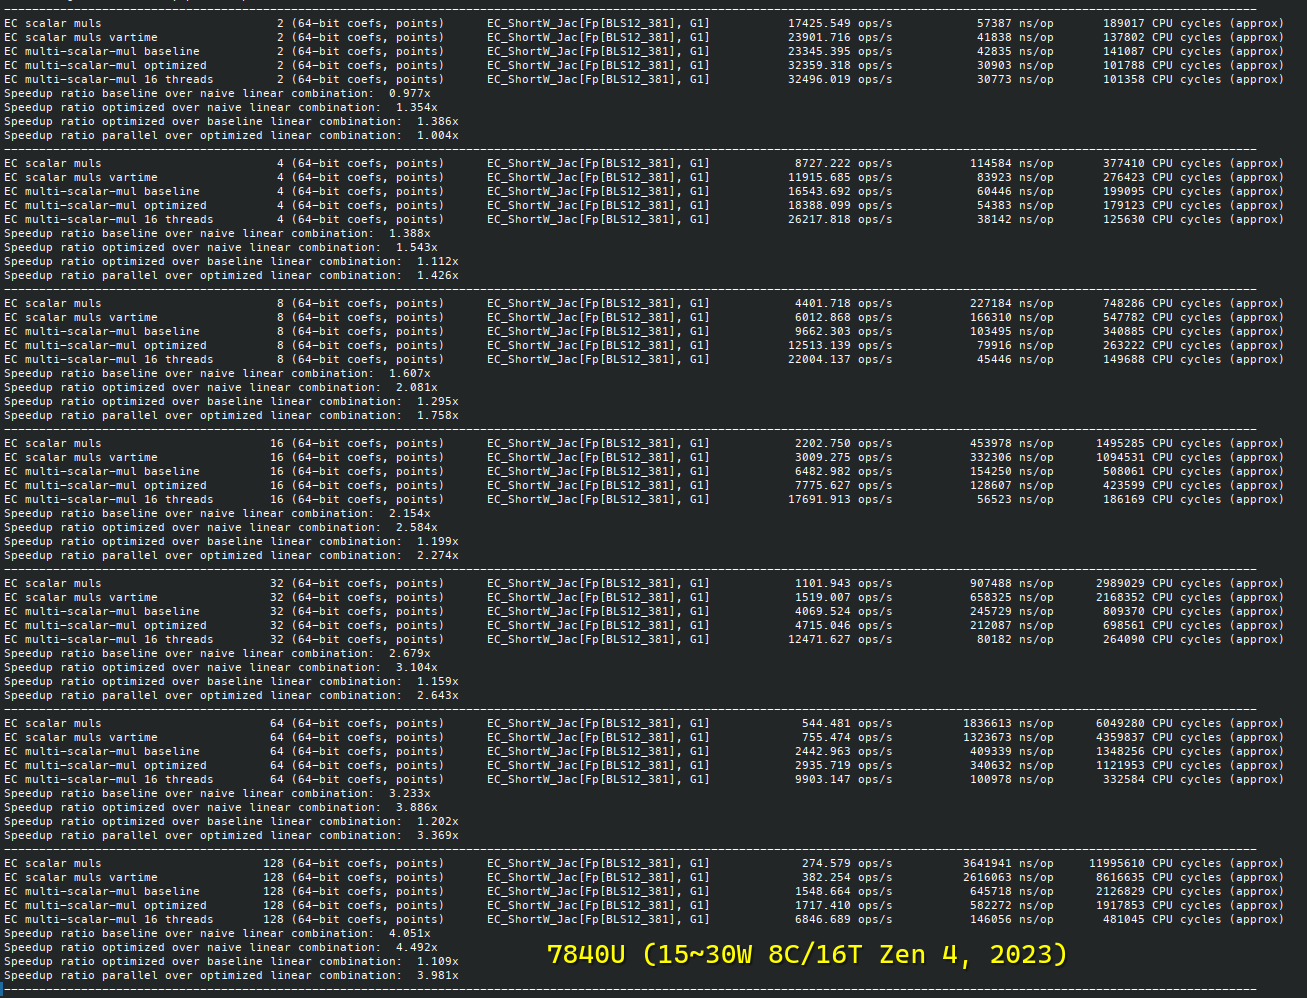 EC scalar muls 2 (64-bit coefs, points) EC_ShortW_Jac[Fp[BLS12_381], G1] 17425.549 ops/s 57387 ns/op 189017 CPU cycles (approx)
EC scalar muls vartime 2 (64-bit coefs, points) EC_ShortW_Jac[Fp[BLS12_381], G1] 23901.716 ops/s 41838 ns/op 137802 CPU cycles (approx)
EC multi-scalar-mul baseline 2 (64-bit coefs, points) EC_ShortW_Jac[Fp[BLS12_381], G1] 23345.395 ops/s 42835 ns/op 141087 CPU cycles (approx)
EC multi-scalar-mul optimized 2 (64-bit coefs, points) EC_ShortW_Jac[Fp[BLS12_381], G1] 32359.318 ops/s 30903 ns/op 101788 CPU cycles (approx)
EC multi-scalar-mul 16 threads 2 (64-bit coefs, points) EC_ShortW_Jac[Fp[BLS12_381], G1] 32496.019 ops/s 30773 ns/op 101358 CPU cycles (approx)
Speedup ratio baseline over naive linear combination: 0.977x
Speedup ratio optimized over naive linear combination: 1.354x
Speedup ratio optimized over baseline linear combination: 1.386x
Speedup ratio parallel over optimized linear combination: 1.004x
EC scalar muls 4 (64-bit coefs, points) EC_ShortW_Jac[Fp[BLS12_381], G1] 8727.222 ops/s 114584 ns/op 377410 CPU cycles (approx)
EC scalar muls vartime 4 (64-bit coefs, points) EC_ShortW_Jac[Fp[BLS12_381], G1] 11915.685 ops/s 83923 ns/op 276423 CPU cycles (approx)
EC multi-scalar-mul baseline 4 (64-bit coefs, points) EC_ShortW_Jac[Fp[BLS12_381], G1] 16543.692 ops/s 60446 ns/op 199095 CPU cycles (approx)
EC multi-scalar-mul optimized 4 (64-bit coefs, points) EC_ShortW_Jac[Fp[BLS12_381], G1] 18388.099 ops/s 54383 ns/op 179123 CPU cycles (approx)
EC multi-scalar-mul 16 threads 4 (64-bit coefs, points) EC_ShortW_Jac[Fp[BLS12_381], G1] 26217.818 ops/s 38142 ns/op 125630 CPU cycles (approx)
Speedup ratio baseline over naive linear combination: 1.388x
Speedup ratio optimized over naive linear combination: 1.543x
Speedup ratio optimized over baseline linear combination: 1.112x
Speedup ratio parallel over optimized linear combination: 1.426x
EC scalar muls 8 (64-bit coefs, points) EC_ShortW_Jac[Fp[BLS12_381], G1] 4401.718 ops/s 227184 ns/op 748286 CPU cycles (approx)
EC scalar muls vartime 8 (64-bit coefs, points) EC_ShortW_Jac[Fp[BLS12_381], G1] 6012.868 ops/s 166310 ns/op 547782 CPU cycles (approx)
EC multi-scalar-mul baseline 8 (64-bit coefs, points) EC_ShortW_Jac[Fp[BLS12_381], G1] 9662.303 ops/s 103495 ns/op 340885 CPU cycles (approx)
EC multi-scalar-mul optimized 8 (64-bit coefs, points) EC_ShortW_Jac[Fp[BLS12_381], G1] 12513.139 ops/s 79916 ns/op 263222 CPU cycles (approx)
EC multi-scalar-mul 16 threads 8 (64-bit coefs, points) EC_ShortW_Jac[Fp[BLS12_381], G1] 22004.137 ops/s 45446 ns/op 149688 CPU cycles (approx)
Speedup ratio baseline over naive linear combination: 1.607x
Speedup ratio optimized over naive linear combination: 2.081x
Speedup ratio optimized over baseline linear combination: 1.295x
Speedup ratio parallel over optimized linear combination: 1.758x
EC scalar muls 16 (64-bit coefs, points) EC_ShortW_Jac[Fp[BLS12_381], G1] 2202.750 ops/s 453978 ns/op 1495285 CPU cycles (approx)
EC scalar muls vartime 16 (64-bit coefs, points) EC_ShortW_Jac[Fp[BLS12_381], G1] 3009.275 ops/s 332306 ns/op 1094531 CPU cycles (approx)
EC multi-scalar-mul baseline 16 (64-bit coefs, points) EC_ShortW_Jac[Fp[BLS12_381], G1] 6482.982 ops/s 154250 ns/op 508061 CPU cycles (approx)
EC multi-scalar-mul optimized 16 (64-bit coefs, points) EC_ShortW_Jac[Fp[BLS12_381], G1] 7775.627 ops/s 128607 ns/op 423599 CPU cycles (approx)
EC multi-scalar-mul 16 threads 16 (64-bit coefs, points) EC_ShortW_Jac[Fp[BLS12_381], G1] 17691.913 ops/s 56523 ns/op 186169 CPU cycles (approx)
Speedup ratio baseline over naive linear combination: 2.154x
Speedup ratio optimized over naive linear combination: 2.584x
Speedup ratio optimized over baseline linear combination: 1.199x
Speedup ratio parallel over optimized linear combination: 2.274x
EC scalar muls 32 (64-bit coefs, points) EC_ShortW_Jac[Fp[BLS12_381], G1] 1101.943 ops/s 907488 ns/op 2989029 CPU cycles (approx)
EC scalar muls vartime 32 (64-bit coefs, points) EC_ShortW_Jac[Fp[BLS12_381], G1] 1519.007 ops/s 658325 ns/op 2168352 CPU cycles (approx)
EC multi-scalar-mul baseline 32 (64-bit coefs, points) EC_ShortW_Jac[Fp[BLS12_381], G1] 4069.524 ops/s 245729 ns/op 809370 CPU cycles (approx)
EC multi-scalar-mul optimized 32 (64-bit coefs, points) EC_ShortW_Jac[Fp[BLS12_381], G1] 4715.046 ops/s 212087 ns/op 698561 CPU cycles (approx)
EC multi-scalar-mul 16 threads 32 (64-bit coefs, points) EC_ShortW_Jac[Fp[BLS12_381], G1] 12471.627 ops/s 80182 ns/op 264090 CPU cycles (approx)
Speedup ratio baseline over naive linear combination: 2.679x
Speedup ratio optimized over naive linear combination: 3.104x
Speedup ratio optimized over baseline linear combination: 1.159x
Speedup ratio parallel over optimized linear combination: 2.643x
EC scalar muls 64 (64-bit coefs, points) EC_ShortW_Jac[Fp[BLS12_381], G1] 544.481 ops/s 1836613 ns/op 6049280 CPU cycles (approx)
EC scalar muls vartime 64 (64-bit coefs, points) EC_ShortW_Jac[Fp[BLS12_381], G1] 755.474 ops/s 1323673 ns/op 4359837 CPU cycles (approx)
EC multi-scalar-mul baseline 64 (64-bit coefs, points) EC_ShortW_Jac[Fp[BLS12_381], G1] 2442.963 ops/s 409339 ns/op 1348256 CPU cycles (approx)
EC multi-scalar-mul optimized 64 (64-bit coefs, points) EC_ShortW_Jac[Fp[BLS12_381], G1] 2935.719 ops/s 340632 ns/op 1121953 CPU cycles (approx)
EC multi-scalar-mul 16 threads 64 (64-bit coefs, points) EC_ShortW_Jac[Fp[BLS12_381], G1] 9903.147 ops/s 100978 ns/op 332584 CPU cycles (approx)
Speedup ratio baseline over naive linear combination: 3.233x
Speedup ratio optimized over naive linear combination: 3.886x
Speedup ratio optimized over baseline linear combination: 1.202x
Speedup ratio parallel over optimized linear combination: 3.369x
EC scalar muls 128 (64-bit coefs, points) EC_ShortW_Jac[Fp[BLS12_381], G1] 274.579 ops/s 3641941 ns/op 11995610 CPU cycles (approx)
EC scalar muls vartime 128 (64-bit coefs, points) EC_ShortW_Jac[Fp[BLS12_381], G1] 382.254 ops/s 2616063 ns/op 8616635 CPU cycles (approx)
EC multi-scalar-mul baseline 128 (64-bit coefs, points) EC_ShortW_Jac[Fp[BLS12_381], G1] 1548.664 ops/s 645718 ns/op 2126829 CPU cycles (approx)
EC multi-scalar-mul optimized 128 (64-bit coefs, points) EC_ShortW_Jac[Fp[BLS12_381], G1] 1717.410 ops/s 582272 ns/op 1917853 CPU cycles (approx)
EC multi-scalar-mul 16 threads 128 (64-bit coefs, points) EC_ShortW_Jac[Fp[BLS12_381], G1] 6846.689 ops/s 146056 ns/op 481045 CPU cycles (approx)
Speedup ratio baseline over naive linear combination: 4.051x
Speedup ratio optimized over naive linear combination: 4.492x
Speedup ratio optimized over baseline linear combination: 1.109x
Speedup ratio parallel over optimized linear combination: 3.981x
7840U (15~30W 8C/16T Zen 4, 2023)